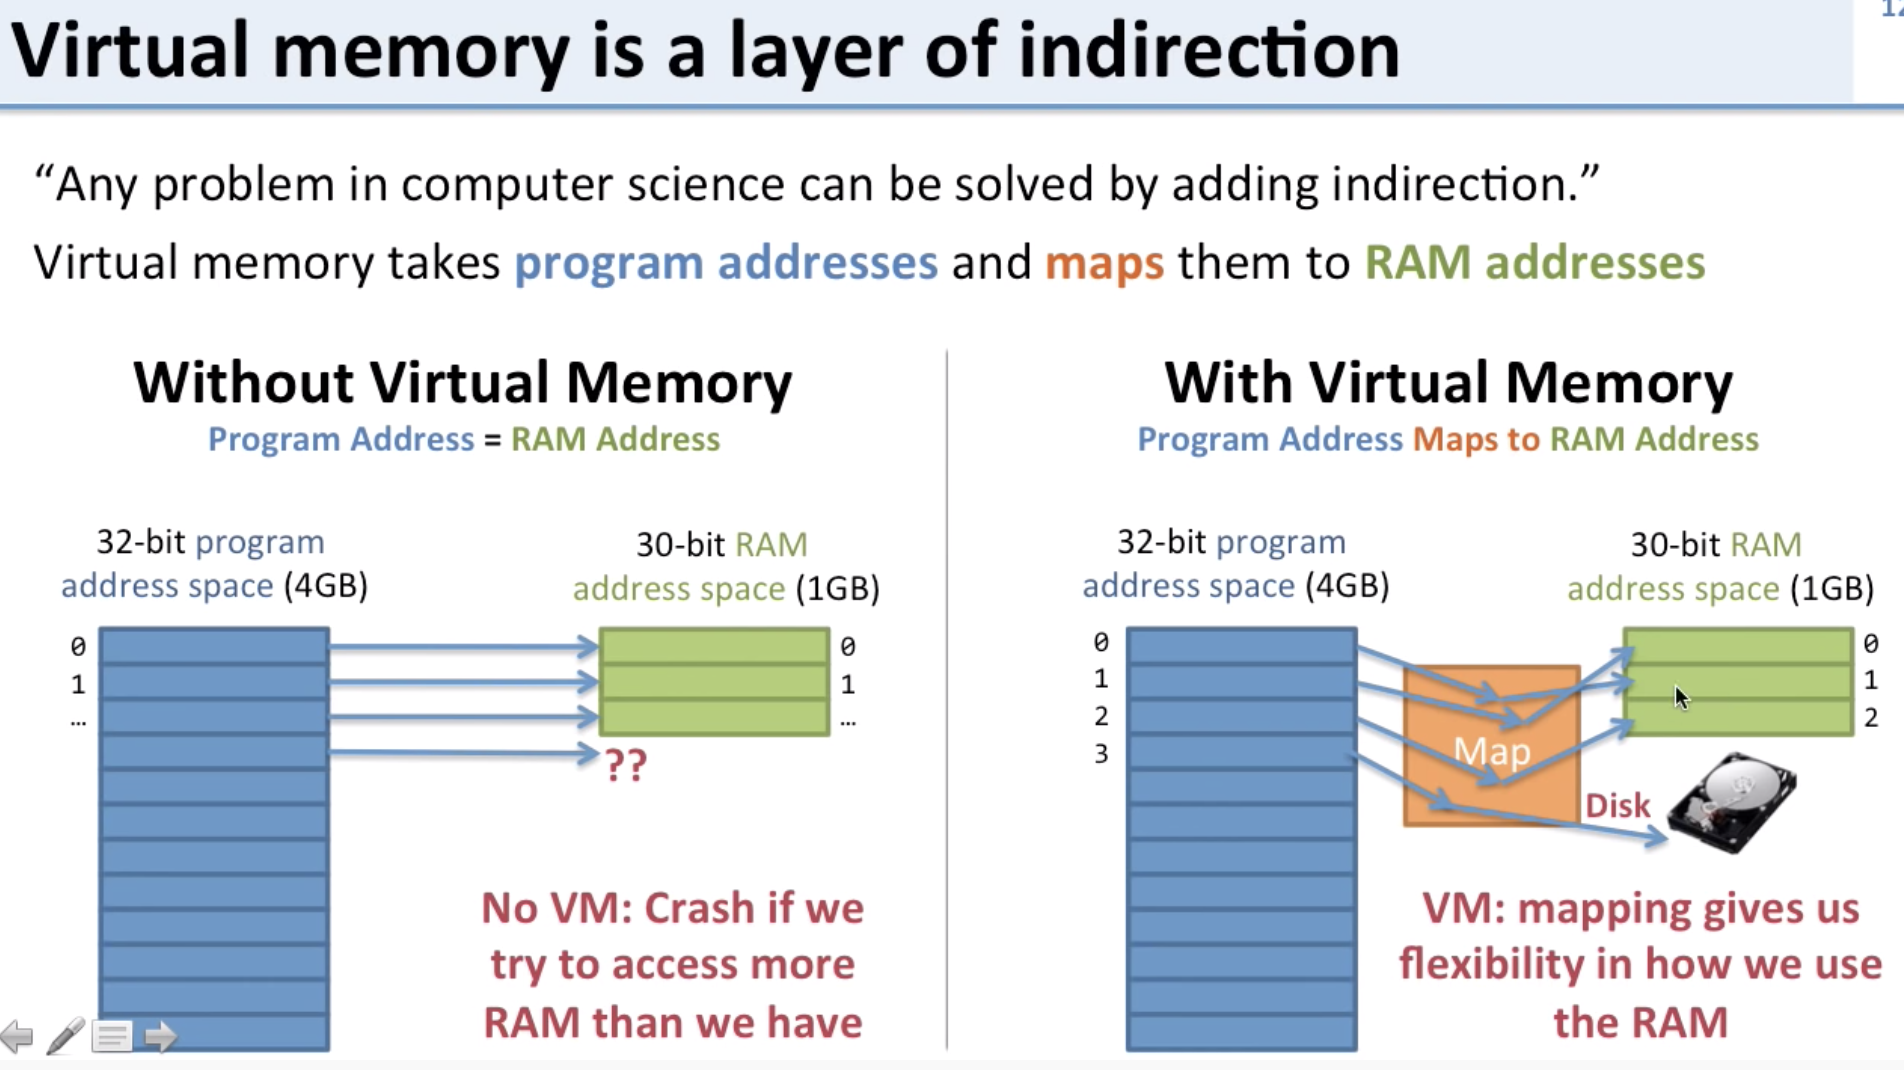 12
Virtual memory is a layer of indirection
“Any problem in computer science can be solved by adding indirection.”
Virtual memory takes program addresses and maps them to RAM addresses
Without Virtual Memory
Program Address = RAM Address
32-bit program
address space (4GB)
30-bit RAM
address space (1GB)
0
1
...
0
1
...
??
No VM: Crash if we
try to access more
RAM than we have
With Virtual Memory
Program Address Maps to RAM Address
32-bit program
address space (4GB)
30-bit RAM
address space (1GB)
0
1
2
3
Map
0
1
2
Disk
VM: mapping gives us
flexibility in how we use
the RAM